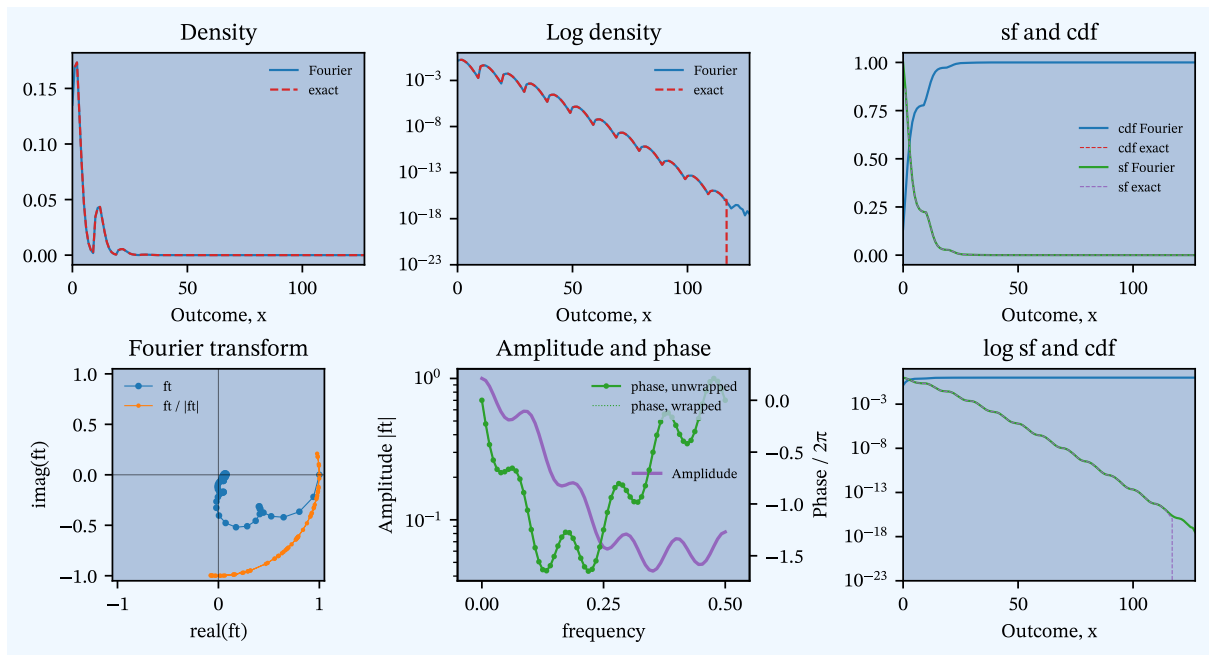 Density
0.15
0.10
0.05
0.00
0
50
100
Outcome, x
Fourier
exact
Log density
10⁻³
10⁻⁸
10⁻¹³
10⁻¹⁸
10⁻²³
0
50
100
Outcome, x
Fourier
exact
sf and cdf
1.00
0.75
0.50
0.25
0.00
0
50
100
Outcome, x
cdf Fourier
cdf exact
sf Fourier
sf exact
Fourier transform
imag(ft)
1.0
0.5
0.0
−0.5
−1.0
−1
0
1
real(ft)
ft
ft / |ft|
Amplitude and phase
Amplitude |ft|
10⁰
10⁻¹
0.00
0.25
0.50
frequency
phase, unwrapped
phase, wrapped
Amplidude
0.0
−0.5
−1.0
−1.5
Phase / 2π
log sf and cdf
10⁻³
10⁻⁸
10⁻¹³
10⁻¹⁸
10⁻²³
0
50
100
Outcome, x